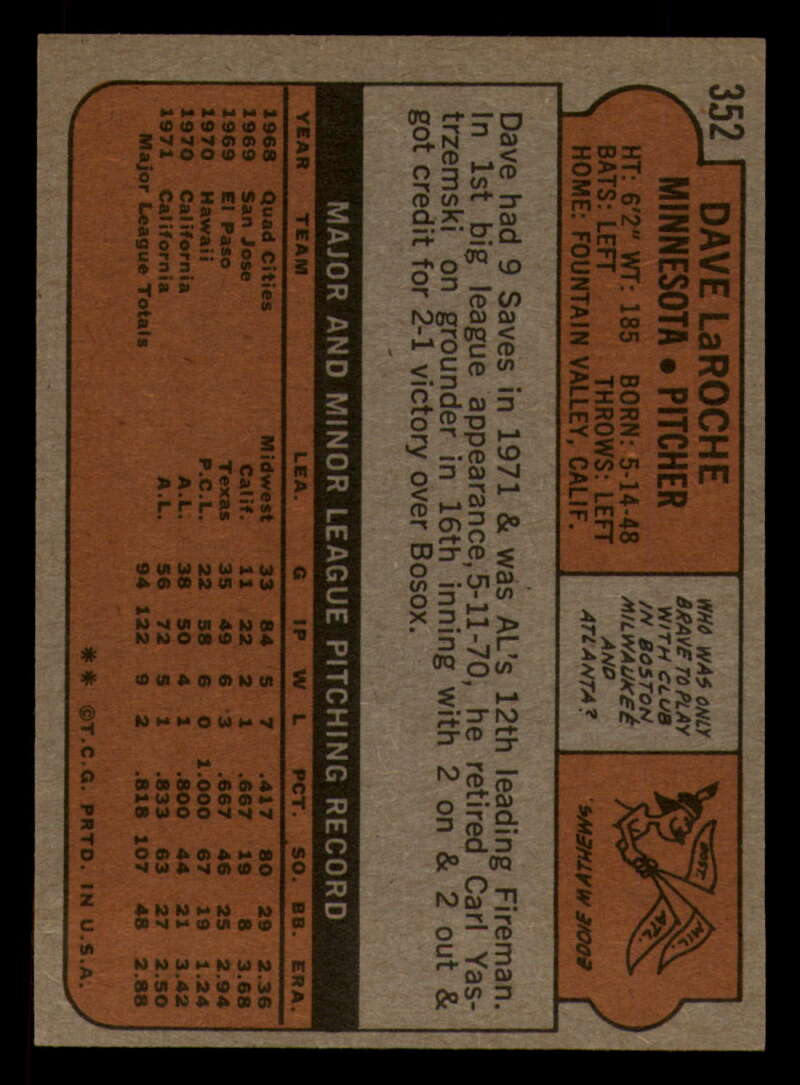 352
DAVE LaROCHE
MINNESOTA • PITCHER
HT: 6'2" WT: 185 BORN: 5-14-48
BATS: LEFT THROWS: LEFT
HOME: FOUNTAIN VALLEY, CALIF.
WHO WAS ONLY
BRAVE TO PLAY
WITH CLUB
IN BOSTON,
MILWAUKEE
AND
ATLANTA?
BOST.
MIL.
ATL.
EDDIE MATHEWS.
Dave had 9 Saves in 1971 & was AL's 12th leading Fireman.
In 1st big league appearance, 5-11-70, he retired Carl Yas-
trzemski on grounder in 16th inning with 2 on & 2 out &
got credit for 2-1 victory over Bosox.
MAJOR AND MINOR LEAGUE PITCHING RECORD
YEAR TEAM LEA. G IP W L PCT. SO. BB. ERA.
1968 Quad Cities Midwest 33 84 5 7 .417 80 29 2.36
1969 San Jose Calif. 11 22 2 1 .667 19 8 3.68
1969 El Paso Texas 35 49 6 3 .667 46 25 2.94
1970 Hawaii P.C.L. 22 58 6 0 1.000 67 19 1.24
1970 California A.L. 38 50 4 1 .800 44 21 3.42
1971 California A.L. 56 72 5 1 .833 63 27 2.50
Major League Totals 94 122 9 2 .818 107 48 2.88
** ©T.C.G. PRTD. IN U.S.A.